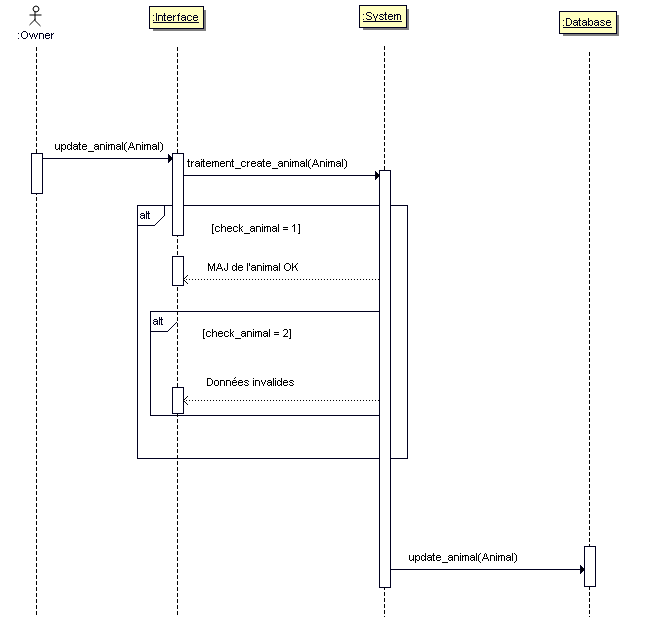 :Owner
:Interface
:System
:Database
update_animal(Animal)
traitement_create_animal(Animal)
alt
[check_animal = 1]
MAJ de l'animal OK
alt
[check_animal = 2]
Données invalides
update_animal(Animal)